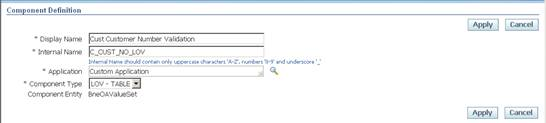 Component Definition
Apply Cancel
* Display Name Cust Customer Number Validation
* Internal Name C_CUST_NO_LOV
Internal Name should contain only uppercase characters 'A-Z', numbers '0-9' and underscore '_'
* Application Custom Application
* Component Type LOV - TABLE
Component Entity BneOAValueSet
Apply Cancel